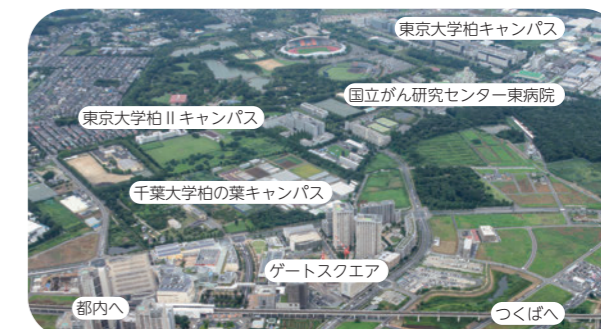 東京大学柏キャンパス
国立がん研究センター東病院
東京大学柏Ⅱキャンパス
千葉大学柏の葉キャンパス
ゲートスクエア
都内へ
つくばへ